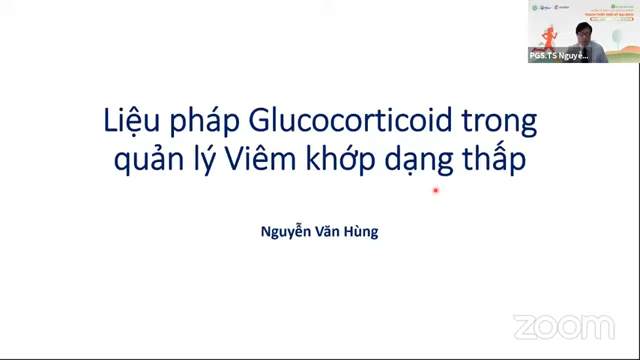 Liệu pháp Glucocorticoid trong
quản lý Viêm khớp dạng thấp
Nguyễn Văn Hùng
PGS.TS Nguyễ...
zoom